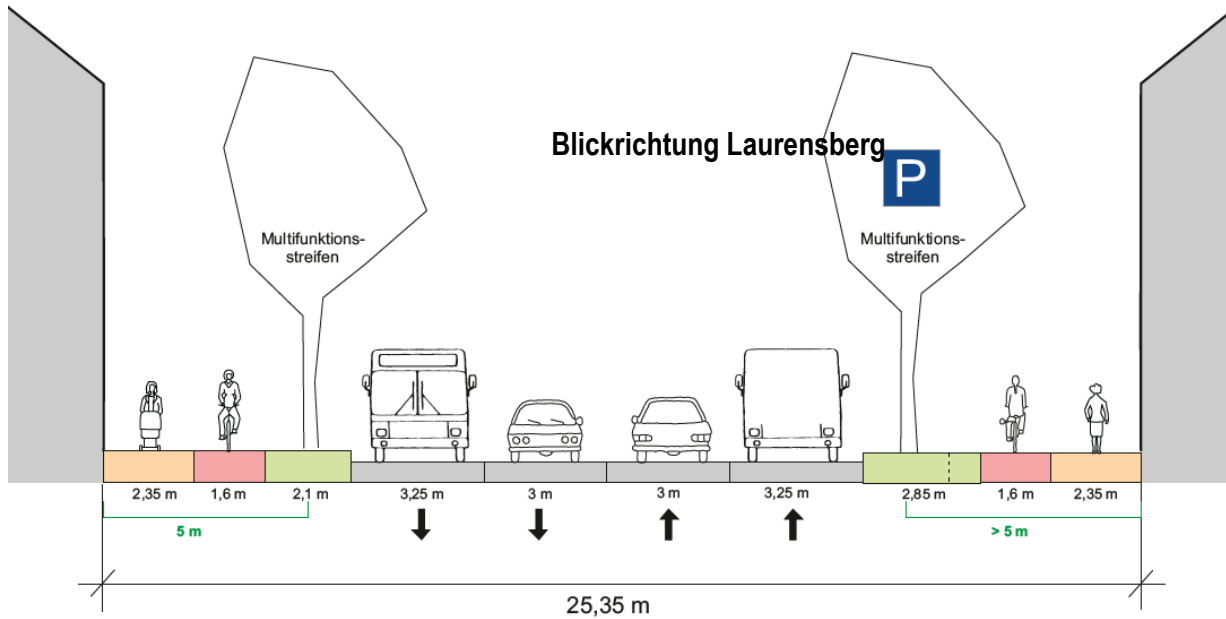 Blickrichtung Laurensberg
P
Multifunktions-
streifen
Multifunktions-
streifen
2,35 m 1,6 m 2,1 m 3,25 m 3 m 3 m 3,25 m 2,85 m 1,6 m 2,35 m
5 m > 5 m
25,35 m